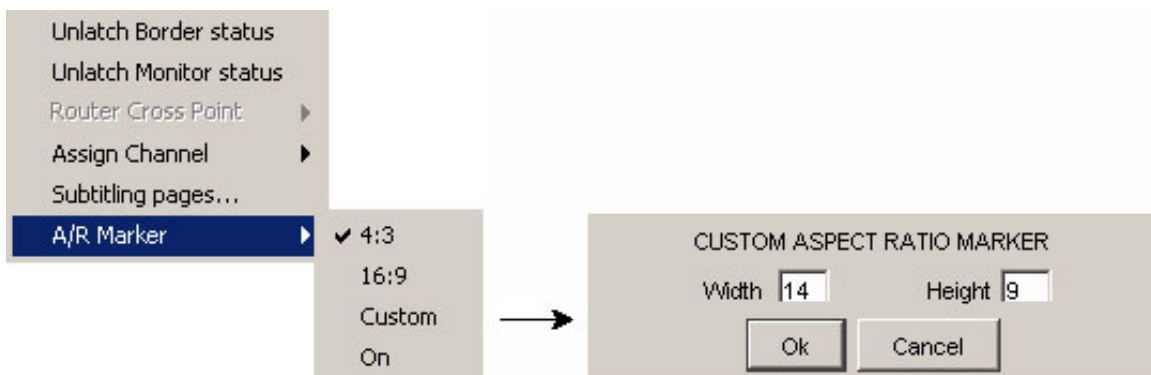 Unlatch Border status
Unlatch Monitor status
Router Cross Point
Assign Channel
Subtitling pages...
A/R Marker
4:3
16:9
Custom
On
CUSTOM ASPECT RATIO MARKER
Width 14 Height 9
Ok Cancel